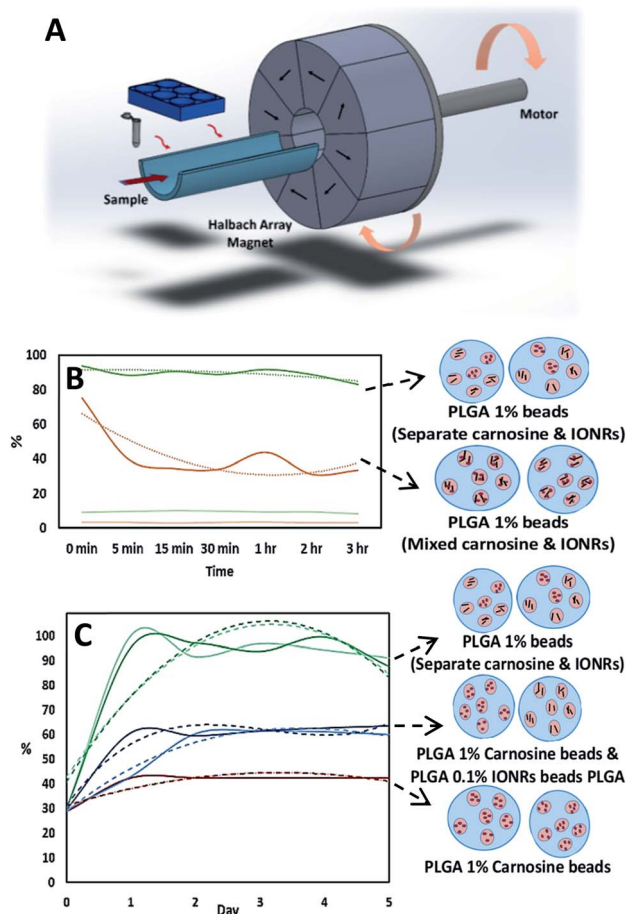 A
Motor
Sample
Halbach Array
Magnet
B
100
80
60
40
20
0
%
0 min
5 min
15 min
30 min
1 hr
2 hr
3 hr
Time
PLGA 1% beads
(Separate carnosine & IONRs)
PLGA 1% beads
(Mixed carnosine & IONRs)
C
100
90
80
70
60
50
40
30
20
10
0
%
0
1
2
3
4
5
Day
PLGA 1% beads
(Separate carnosine & IONRs)
PLGA 1% Carnosine beads &
PLGA 0.1% IONRs beads PLGA
PLGA 1% Carnosine beads